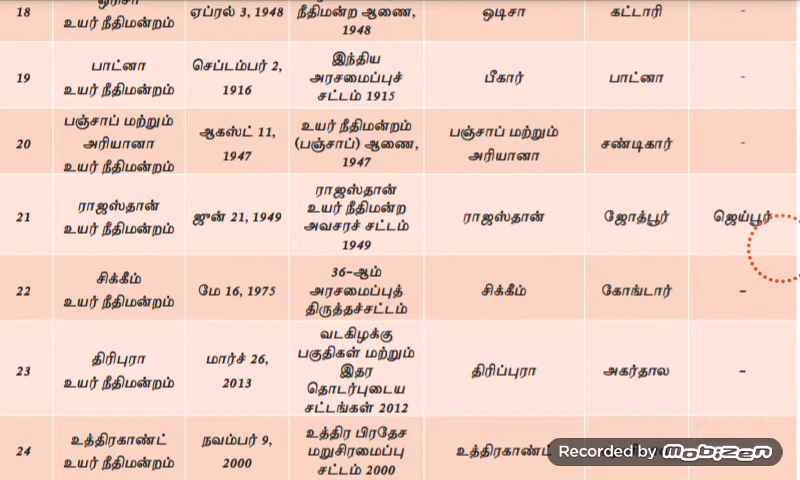 18
ஒரிசா
உயர் நீதிமன்றம்
ஏப்ரல் 3, 1948
நீதிமன்ற ஆணை,
1948
ஒடிசா
கட்டாரி
-
19
பாட்னா
உயர் நீதிமன்றம்
செப்டம்பர் 2,
1916
இந்திய
அரசமைப்புச்
சட்டம் 1915
பீகார்
பாட்னா
-
20
பஞ்சாப் மற்றும்
அரியானா
உயர் நீதிமன்றம்
ஆகஸ்ட் 11,
1947
உயர் நீதிமன்றம்
(பஞ்சாப்) ஆணை,
1947
பஞ்சாப் மற்றும்
அரியானா
சண்டிகார்
-
21
ராஜஸ்தான்
உயர் நீதிமன்றம்
ஜுன் 21, 1949
ராஜஸ்தான்
உயர் நீதிமன்ற
அவசரச் சட்டம்
1949
ராஜஸ்தான்
ஜோத்பூர்
ஜெய்பூர்
22
சிக்கீம்
உயர் நீதிமன்றம்
மே 16, 1975
36-ஆம்
அரசமைப்புத்
திருத்தச்சட்டம்
சிக்கீம்
கோங்டார்
–
23
திரிபுரா
உயர் நீதிமன்றம்
மார்ச் 26,
2013
வடகிழக்கு
பகுதிகள் மற்றும்
இதர
தொடர்புடைய
சட்டங்கள் 2012
திரிப்புரா
அகர்தால
–
24
உத்திரகாண்ட்
உயர் நீதிமன்றம்
நவம்பர் 9,
2000
உத்திர பிரதேச
மறுசிரமைப்பு
சட்டம் 2000
உத்திரகாண்ட்
Recorded by mobizen